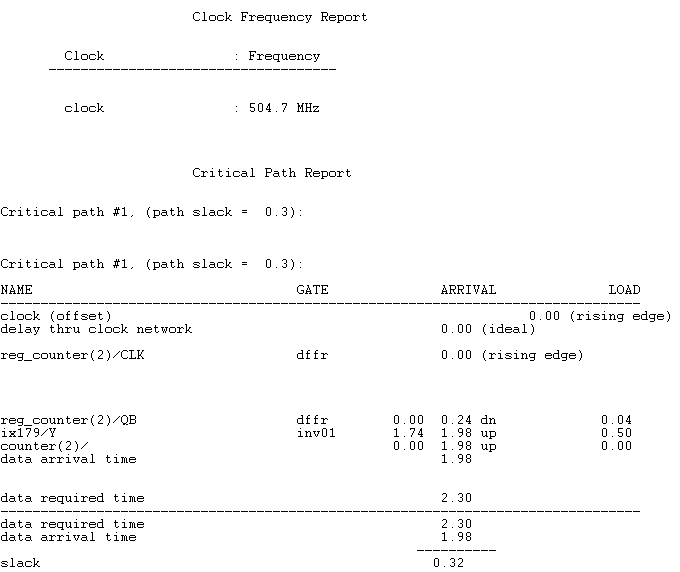 Clock Frequency Report
Clock : Frequency
------------------------------------
clock : 504.7 MHz
Critical Path Report
Critical path #1, (path slack =  0.3):
Critical path #1, (path slack =  0.3):
NAME GATE ARRIVAL LOAD
--------------------------------------------------------------------------------
clock (offset) 0.00 (rising edge)
delay thru clock network 0.00 (ideal)
reg_counter(2)/CLK dffr 0.00 (rising edge)
reg_counter(2)/QB dffr 0.00 0.24 dn 0.04
ix179/Y inv01 1.74 1.98 up 0.50
counter(2)/ 0.00 1.98 up 0.00
data arrival time 1.98
data required time 2.30
--------------------------------------------------------------------------------
data required time 2.30
data arrival time 1.98
----------
slack 0.32